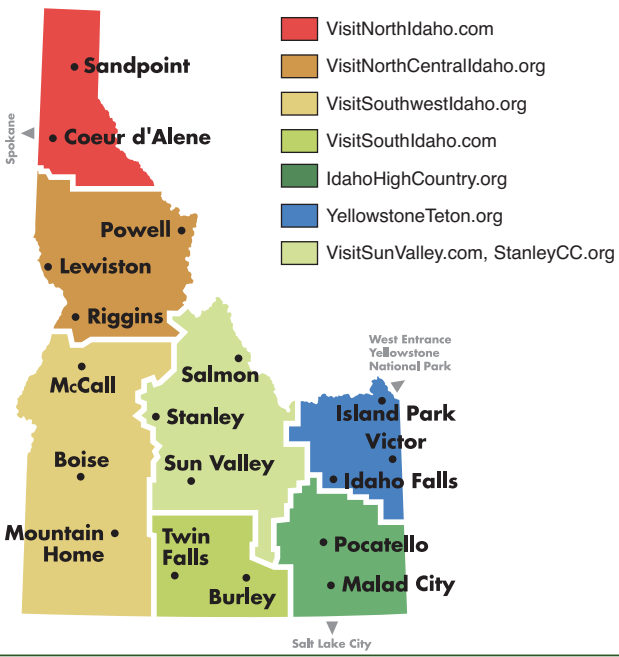 VisitNorthIdaho.com
VisitNorthCentralIdaho.org
VisitSouthwestIdaho.org
VisitSouthIdaho.com
IdahoHighCountry.org
YellowstoneTeton.org
VisitSunValley.com, StanleyCC.org
Sandpoint
Spokane
Coeur d'Alene
Powell
Lewiston
Riggins
West Entrance
Yellowstone
National Park
McCall
Salmon
Stanley
Island Park
Victor
Boise
Sun Valley
Idaho Falls
Mountain
Home
Twin
Falls
Pocatello
Burley
Malad City
Salt Lake City